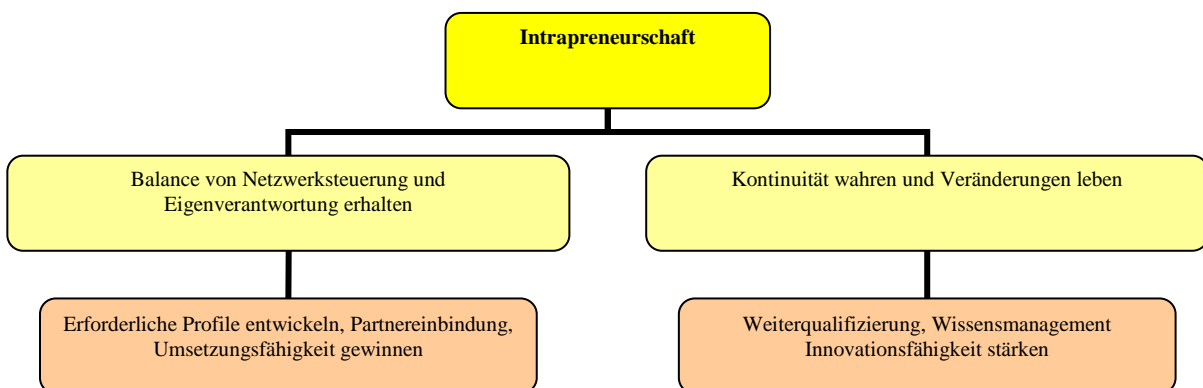 Intrapreneurschaft
Balance von Netzwerksteuerung und
Eigenverantwortung erhalten
Kontinuität wahren und Veränderungen leben
Erforderliche Profile entwickeln, Partnereinbindung,
Umsetzungsfähigkeit gewinnen
Weiterqualifizierung, Wissensmanagement
Innovationsfähigkeit stärken